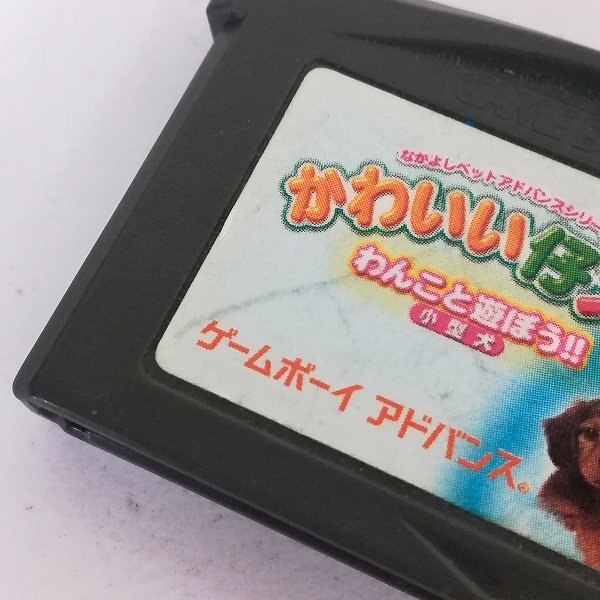 GAME
なかよしペットアドバンスシリー
かわいい仔
わんこと遊ぼう!!
小型犬
ゲームボーイ アドバンス®